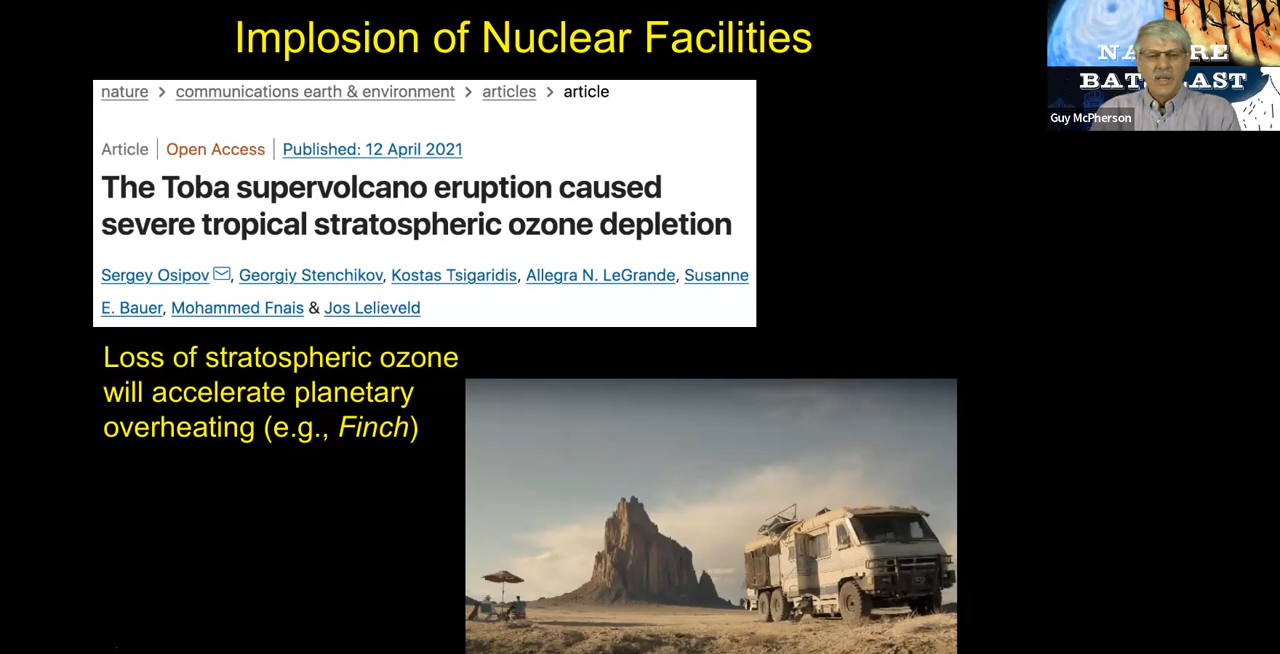 Implosion of Nuclear Facilities
nature > communications earth & environment > articles > article
Article | Open Access | Published: 12 April 2021
The Toba supervolcano eruption caused
severe tropical stratospheric ozone depletion
Sergey Osipov, Georgiy Stenchikov, Kostas Tsigaridis, Allegra N. LeGrande, Susanne
E. Bauer, Mohammed Fnais & Jos Lelieveld
Loss of stratospheric ozone
will accelerate planetary
overheating (e.g., Finch)
Guy McPherson